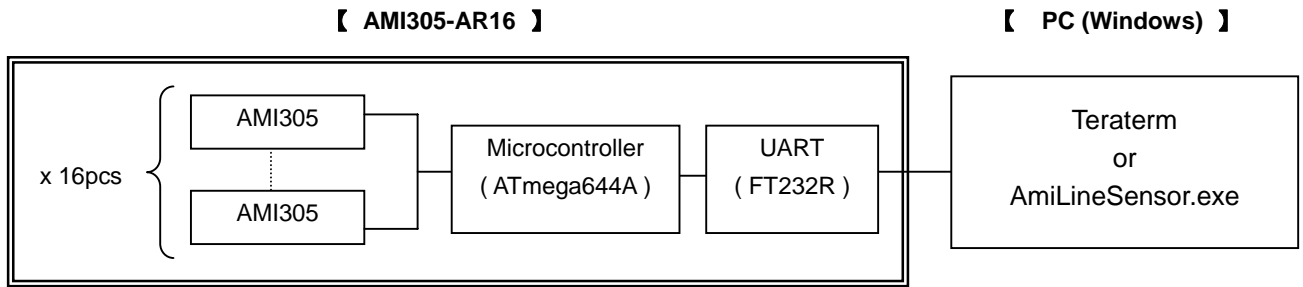 【 AMI305-AR16 】
【 PC (Windows) 】
x 16pcs
AMI305
AMI305
Microcontroller
( ATmega644A )
UART
( FT232R )
Teraterm
or
AmiLineSensor.exe